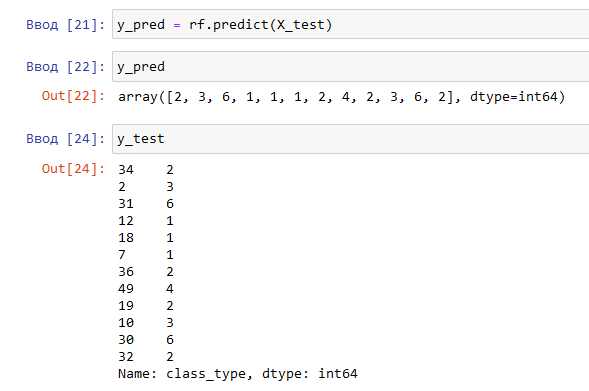 Ввод [21]: y_pred = rf.predict(X_test)
Ввод [22]: y_pred
Out[22]: array([2, 3, 6, 1, 1, 1, 2, 4, 2, 3, 6, 2], dtype=int64)
Ввод [24]: y_test
Out[24]: 34 2
2 3
31 6
12 1
18 1
7 1
36 2
49 4
19 2
10 3
30 6
32 2
Name: class_type, dtype: int64